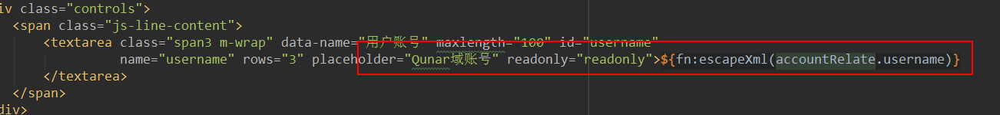 iv class="controls">
<span class="js-line-content">
<textarea class="span3 m-wrap" data-name="用户账号" maxlength="100" id="username"
name="username" rows="3" placeholder="Qunar域账号" readonly="readonly">${fn:escapeXml(accountRelate.username)}
</textarea>
</span>
div>